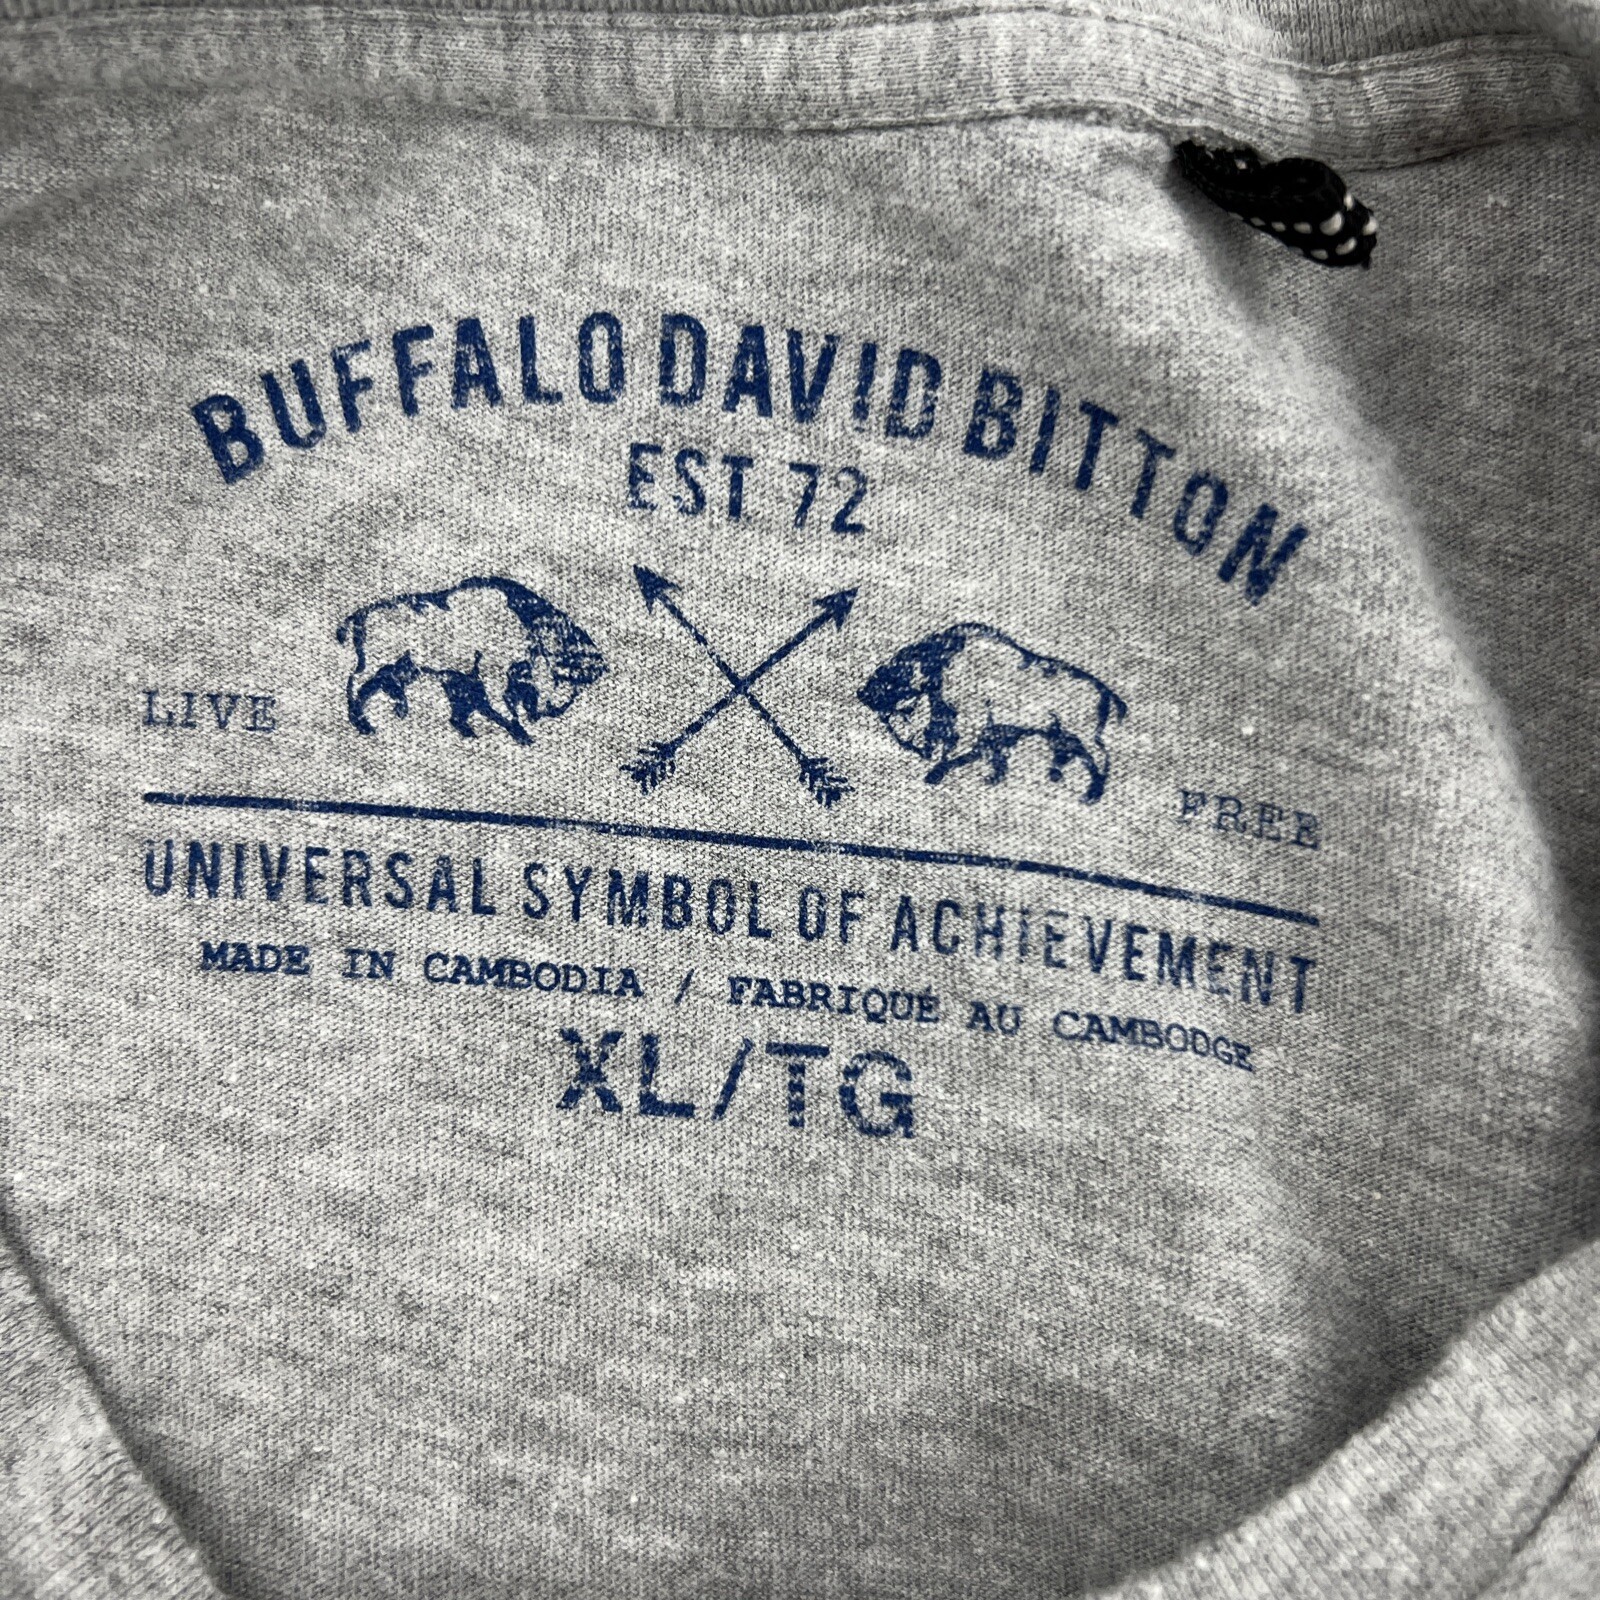 BUFFALO DAVID BITTON
EST 72
LIVE
FREE
UNIVERSAL SYMBOL OF ACHIEVEMENT
MADE IN CAMBODIA / FABRIQUÉ AU CAMBODGE
XL/TG